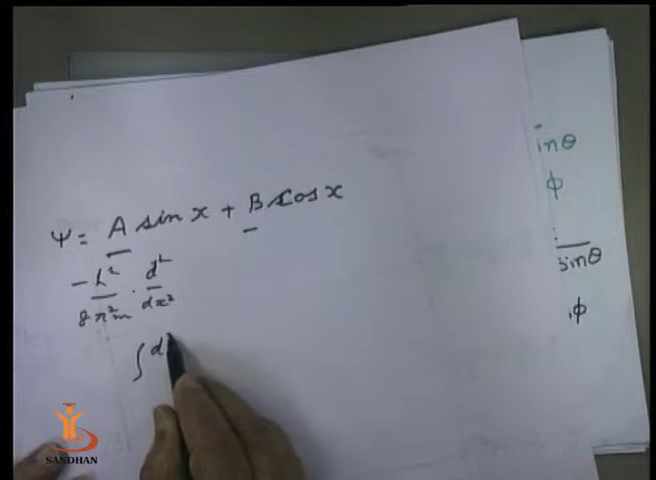 ψ = A sin x + B cos x
-h²/8π²m · d²/dx²
∫ d
inθ
φ
sinθ
φ
SANDHAN